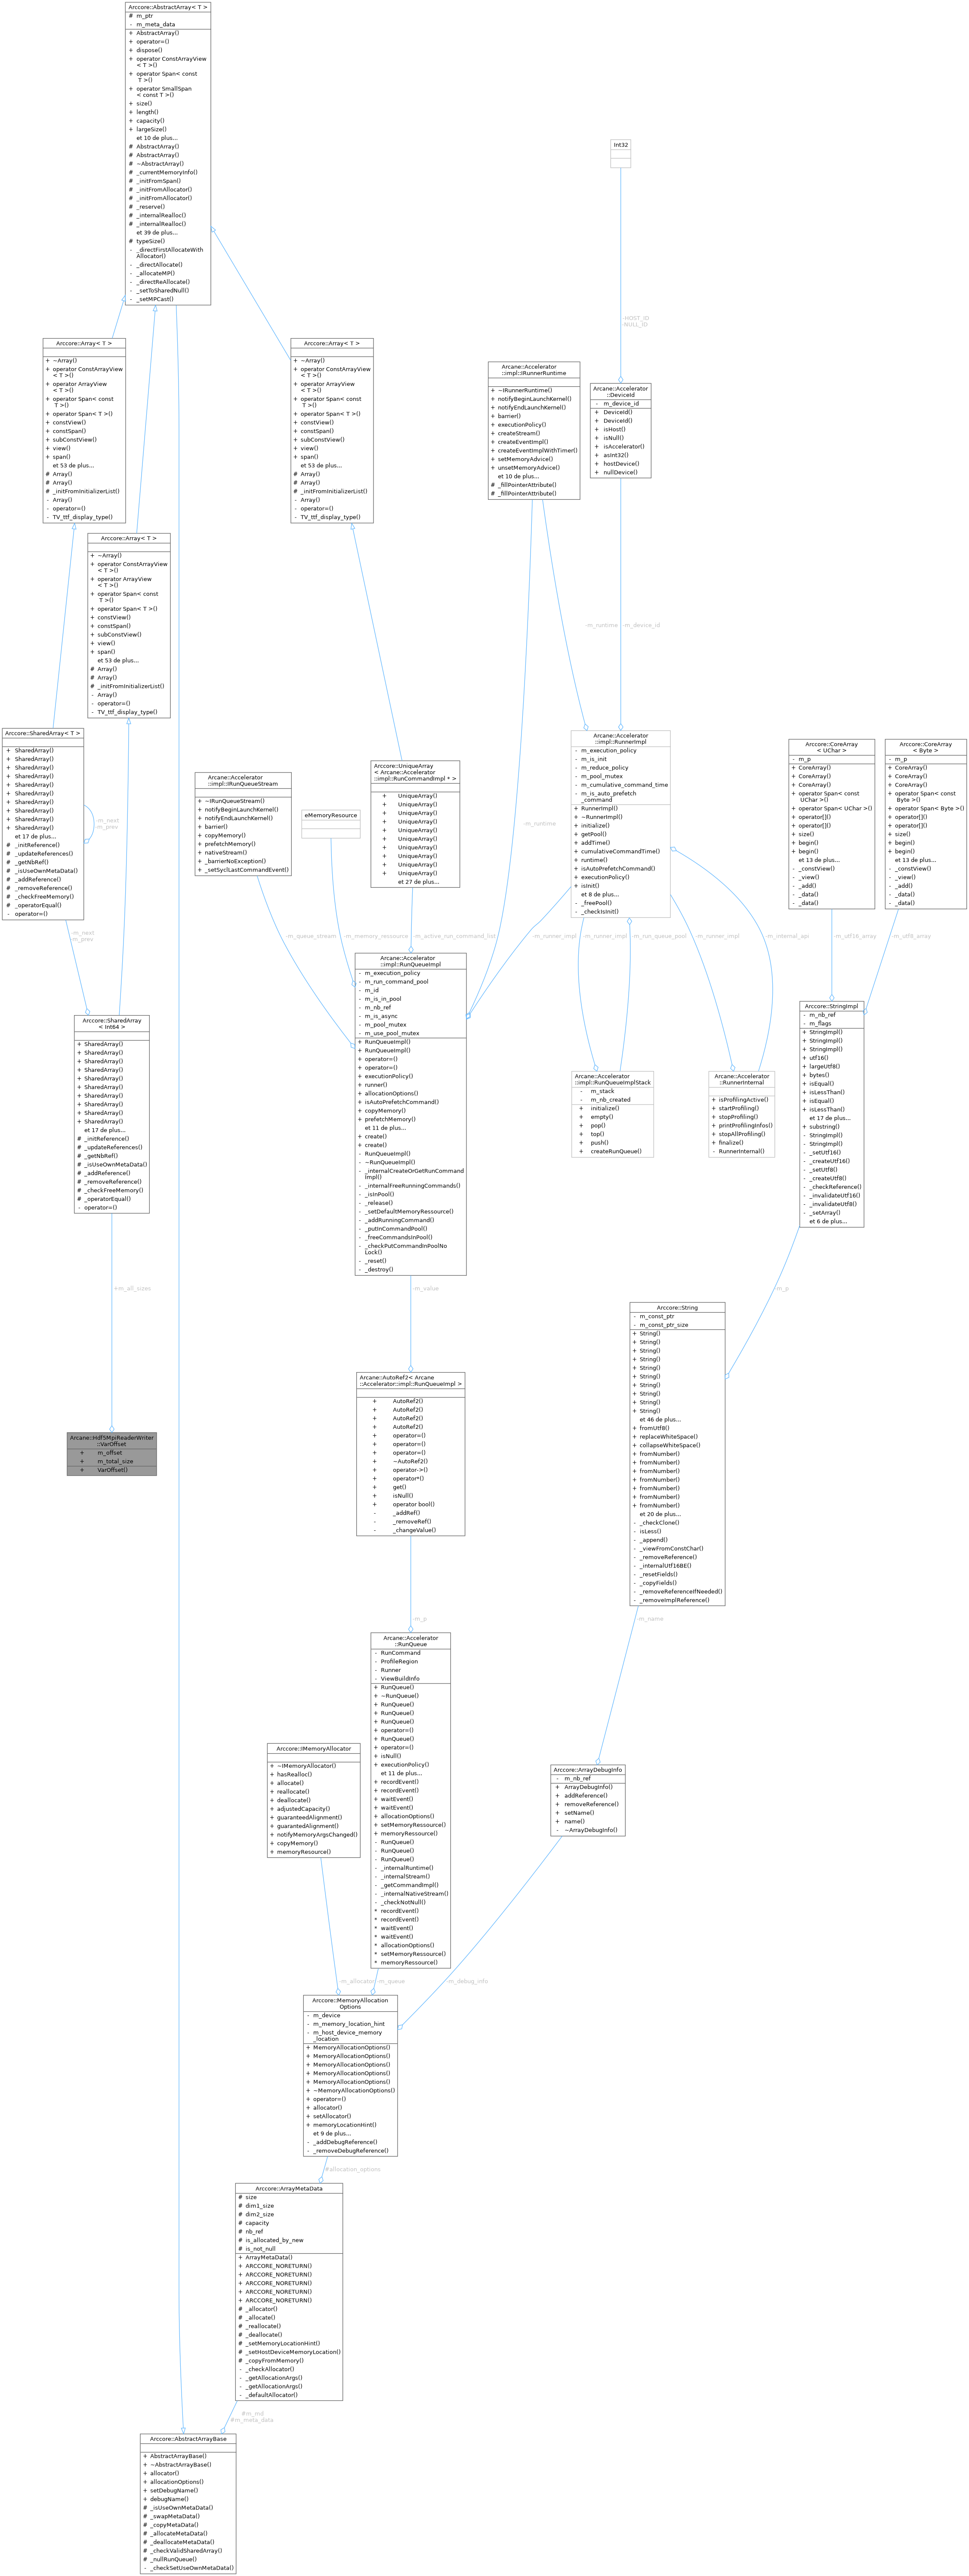 Arccore::AbstractArray< T >
# m_ptr
- m_meta_data
+ AbstractArray()
+ operator=()
+ dispose()
+ operator ConstArrayView
< T >()
+ operator Span< const
T >()
+ operator SmallSpan
< const T >()
+ size()
+ length()
+ capacity()
+ largeSize()
et 10 de plus...
# AbstractArray()
# AbstractArray()
# ~AbstractArray()
# _currentMemoryInfo()
# _initFromSpan()
# _initFromAllocator()
# _initFromAllocator()
# _reserve()
# _internalRealloc()
# _internalRealloc()
et 39 de plus...
# typeSize()
- _directFirstAllocateWith
Allocator()
- _directAllocate()
- _allocateMP()
- _directReAllocate()
- _setToSharedNull()
- _setMPCast()
Int32
-HOST_ID
-NULL_ID
Arccore::Array< T >
+ ~Array()
+ operator ConstArrayView
< T >()
+ operator ArrayView
< T >()
+ operator Span< const
T >()
+ operator Span< T >()
+ constView()
+ constSpan()
+ subConstView()
+ view()
+ span()
et 53 de plus...
# Array()
# Array()
# _initFromInitializerList()
- Array()
- operator=()
- TV_ttf_display_type()
Arccore::Array< T >
+ ~Array()
+ operator ConstArrayView
< T >()
+ operator ArrayView
< T >()
+ operator Span< const
T >()
+ operator Span< T >()
+ constView()
+ constSpan()
+ subConstView()
+ view()
+ span()
et 53 de plus...
# Array()
# Array()
# _initFromInitializerList()
- Array()
- operator=()
- TV_ttf_display_type()
Arcane::Accelerator
::impl::IRunnerRuntime
+ ~IRunnerRuntime()
+ notifyBeginLaunchKernel()
+ notifyEndLaunchKernel()
+ barrier()
+ executionPolicy()
+ createStream()
+ createEventImpl()
+ createEventImplWithTimer()
+ setMemoryAdvice()
+ unsetMemoryAdvice()
et 10 de plus...
# _fillPointerAttribute()
# _fillPointerAttribute()
Arcane::Accelerator
::DeviceId
- m_device_id
+ DeviceId()
+ DeviceId()
+ isHost()
+ isNull()
+ isAccelerator()
+ asInt32()
+ hostDevice()
+ nullDevice()
Arccore::Array< T >
+ ~Array()
+ operator ConstArrayView
< T >()
+ operator ArrayView
< T >()
+ operator Span< const
T >()
+ operator Span< T >()
+ constView()
+ constSpan()
+ subConstView()
+ view()
+ span()
et 53 de plus...
# Array()
# Array()
# _initFromInitializerList()
- Array()
- operator=()
- TV_ttf_display_type()
-m_runtime
-m_device_id
Arccore::SharedArray< T >
+ SharedArray()
+ SharedArray()
+ SharedArray()
+ SharedArray()
+ SharedArray()
+ SharedArray()
+ SharedArray()
+ SharedArray()
+ SharedArray()
+ SharedArray()
et 17 de plus...
# _initReference()
# _updateReferences()
# _getNbRef()
# _isUseOwnMetaData()
# _addReference()
# _removeReference()
# _checkFreeMemory()
# _operatorEqual()
- operator=()
-m_next
-m_prev
Arcane::Accelerator
::impl::IRunQueueStream
+ ~IRunQueueStream()
+ notifyBeginLaunchKernel()
+ notifyEndLaunchKernel()
+ barrier()
+ copyMemory()
+ prefetchMemory()
+ nativeStream()
+ _barrierNoException()
+ _setSyclLastCommandEvent()
eMemoryRessource
Arccore::UniqueArray
< Arcane::Accelerator
::impl::RunCommandImpl * >
+ UniqueArray()
+ UniqueArray()
+ UniqueArray()
+ UniqueArray()
+ UniqueArray()
+ UniqueArray()
+ UniqueArray()
+ UniqueArray()
+ UniqueArray()
+ UniqueArray()
et 27 de plus...
-m_runtime
Arcane::Accelerator
::impl::RunnerImpl
- m_execution_policy
- m_is_init
- m_reduce_policy
- m_pool_mutex
- m_cumulative_command_time
- m_is_auto_prefetch
_command
+ RunnerImpl()
+ ~RunnerImpl()
+ initialize()
+ getPool()
+ addTime()
+ cumulativeCommandTime()
+ runtime()
+ isAutoPrefetchCommand()
+ executionPolicy()
+ isInit()
et 8 de plus...
- _freePool()
- _checkIsInit()
Arccore::CoreArray
< UChar >
- m_p
+ CoreArray()
+ CoreArray()
+ CoreArray()
+ operator Span< const
UChar >()
+ operator Span< UChar >()
+ operator[]()
+ operator[]()
+ size()
+ begin()
+ begin()
et 13 de plus...
- _constView()
- _view()
- _add()
- _data()
- _data()
Arccore::CoreArray
< Byte >
- m_p
+ CoreArray()
+ CoreArray()
+ CoreArray()
+ operator Span< const
Byte >()
+ operator Span< Byte >()
+ operator[]()
+ operator[]()
+ size()
+ begin()
+ begin()
et 13 de plus...
- _constView()
- _view()
- _add()
- _data()
- _data()
-m_next
-m_prev
-m_queue_stream
-m_memory_ressource
-m_active_run_command_list
-m_runner_impl
-m_runner_impl
-m_run_queue_pool
-m_runner_impl
-m_internal_api
-m_utf16_array
-m_utf8_array
Arccore::SharedArray
< Int64 >
+ SharedArray()
+ SharedArray()
+ SharedArray()
+ SharedArray()
+ SharedArray()
+ SharedArray()
+ SharedArray()
+ SharedArray()
+ SharedArray()
+ SharedArray()
et 17 de plus...
# _initReference()
# _updateReferences()
# _getNbRef()
# _isUseOwnMetaData()
# _addReference()
# _removeReference()
# _checkFreeMemory()
# _operatorEqual()
- operator=()
Arcane::Accelerator
::impl::RunQueueImpl
- m_execution_policy
- m_run_command_pool
- m_id
- m_is_in_pool
- m_nb_ref
- m_is_async
- m_pool_mutex
- m_use_pool_mutex
+ RunQueueImpl()
+ RunQueueImpl()
+ operator=()
+ operator=()
+ executionPolicy()
+ runner()
+ allocationOptions()
+ isAutoPrefetchCommand()
+ copyMemory()
+ prefetchMemory()
et 11 de plus...
+ create()
+ create()
- RunQueueImpl()
- ~RunQueueImpl()
- _internalCreateOrGetRunCommand
Impl()
- _internalFreeRunningCommands()
- _isInPool()
- _release()
- _setDefaultMemoryRessource()
- _addRunningCommand()
- _putInCommandPool()
- _freeCommandsInPool()
- _checkPutCommandInPoolNo
Lock()
- _reset()
- _destroy()
Arcane::Accelerator
::impl::RunQueueImplStack
- m_stack
- m_nb_created
+ initialize()
+ empty()
+ pop()
+ top()
+ push()
+ createRunQueue()
Arcane::Accelerator
::RunnerInternal
+ isProfilingActive()
+ startProfiling()
+ stopProfiling()
+ printProfilingInfos()
+ stopAllProfiling()
+ finalize()
- RunnerInternal()
Arccore::StringImpl
- m_nb_ref
- m_flags
+ StringImpl()
+ StringImpl()
+ StringImpl()
+ utf16()
+ largeUtf8()
+ bytes()
+ isEqual()
+ isLessThan()
+ isEqual()
+ isLessThan()
et 17 de plus...
+ substring()
- StringImpl()
- StringImpl()
- _setUtf16()
- _createUtf16()
- _setUtf8()
- _createUtf8()
- _checkReference()
- _invalidateUtf16()
- _invalidateUtf8()
- _setArray()
et 6 de plus...
+m_all_sizes
-m_value
-m_p
Arccore::String
- m_const_ptr
- m_const_ptr_size
+ String()
+ String()
+ String()
+ String()
+ String()
+ String()
+ String()
+ String()
+ String()
+ String()
et 46 de plus...
+ fromUtf8()
+ replaceWhiteSpace()
+ collapseWhiteSpace()
+ fromNumber()
+ fromNumber()
+ fromNumber()
+ fromNumber()
+ fromNumber()
+ fromNumber()
+ fromNumber()
et 20 de plus...
- _checkClone()
- isLess()
- _append()
- _viewFromConstChar()
- _removeReference()
- _internalUtf16BE()
- _resetFields()
- _copyFields()
- _removeReferenceIfNeeded()
- _removeImplReference()
Arcane::Hdf5MpiReaderWriter
::VarOffset
+ m_offset
+ m_total_size
+ VarOffset()
Arcane::AutoRef2< Arcane
::Accelerator::impl::RunQueueImpl >
+ AutoRef2()
+ AutoRef2()
+ AutoRef2()
+ AutoRef2()
+ operator=()
+ operator=()
+ operator=()
+ ~AutoRef2()
+ operator->()
+ operator*()
+ get()
+ isNull()
+ operator bool()
- _addRef()
- _removeRef()
- _changeValue()
-m_p
-m_name
Arcane::Accelerator
::RunQueue
- RunCommand
- ProfileRegion
- Runner
- ViewBuildInfo
+ RunQueue()
+ ~RunQueue()
+ RunQueue()
+ RunQueue()
+ RunQueue()
+ operator=()
+ RunQueue()
+ operator=()
+ isNull()
+ executionPolicy()
et 11 de plus...
+ recordEvent()
+ recordEvent()
+ waitEvent()
+ waitEvent()
+ allocationOptions()
+ setMemoryRessource()
+ memoryRessource()
- RunQueue()
- RunQueue()
- RunQueue()
- _internalRuntime()
- _internalStream()
- _getCommandImpl()
- _internalNativeStream()
- _checkNotNull()
* recordEvent()
* recordEvent()
* waitEvent()
* waitEvent()
* allocationOptions()
* setMemoryRessource()
* memoryRessource()
Arccore::IMemoryAllocator
+ ~IMemoryAllocator()
+ hasRealloc()
+ allocate()
+ reallocate()
+ deallocate()
+ adjustedCapacity()
+ guaranteedAlignment()
+ guarantedAlignment()
+ notifyMemoryArgsChanged()
+ copyMemory()
+ memoryResource()
Arccore::ArrayDebugInfo
- m_nb_ref
+ ArrayDebugInfo()
+ addReference()
+ removeReference()
+ setName()
+ name()
- ~ArrayDebugInfo()
-m_allocator
-m_queue
-m_debug_info
Arccore::MemoryAllocation
Options
- m_device
- m_memory_location_hint
- m_host_device_memory
_location
+ MemoryAllocationOptions()
+ MemoryAllocationOptions()
+ MemoryAllocationOptions()
+ MemoryAllocationOptions()
+ MemoryAllocationOptions()
+ ~MemoryAllocationOptions()
+ operator=()
+ allocator()
+ setAllocator()
+ memoryLocationHint()
et 9 de plus...
- _addDebugReference()
- _removeDebugReference()
#allocation_options
Arccore::ArrayMetaData
# size
# dim1_size
# dim2_size
# capacity
# nb_ref
# is_allocated_by_new
# is_not_null
+ ArrayMetaData()
+ ARCCORE_NORETURN()
+ ARCCORE_NORETURN()
+ ARCCORE_NORETURN()
+ ARCCORE_NORETURN()
+ ARCCORE_NORETURN()
# _allocator()
# _allocate()
# _reallocate()
# _deallocate()
# _setMemoryLocationHint()
# _setHostDeviceMemoryLocation()
# _copyFromMemory()
- _checkAllocator()
- _getAllocationArgs()
- _getAllocationArgs()
- _defaultAllocator()
#m_md
#m_meta_data
Arccore::AbstractArrayBase
+ AbstractArrayBase()
+ ~AbstractArrayBase()
+ allocator()
+ allocationOptions()
+ setDebugName()
+ debugName()
# _isUseOwnMetaData()
# _swapMetaData()
# _copyMetaData()
# _allocateMetaData()
# _deallocateMetaData()
# _checkValidSharedArray()
# _nullRunQueue()
- _checkSetUseOwnMetaData()